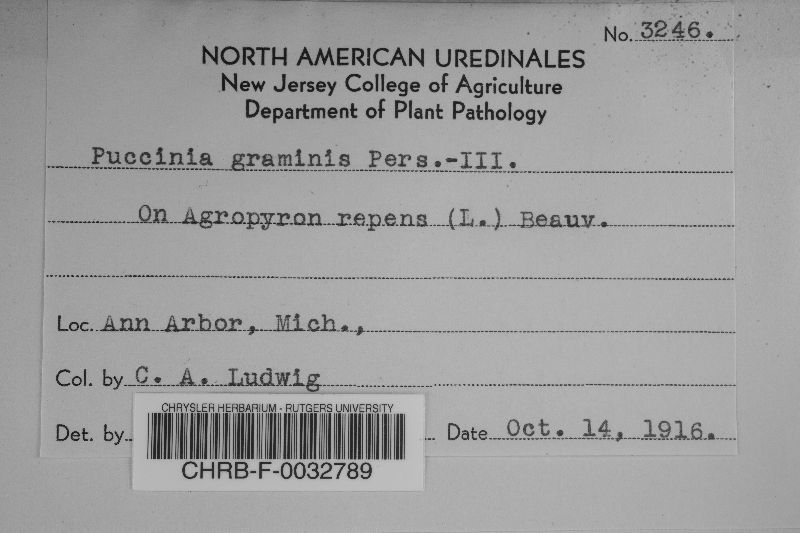 No. 3246.
NORTH AMERICAN UREDINALES
New Jersey College of Agriculture
Department of Plant Pathology
Puccinia graminis Pers.-III.
On Agropyron repens (L.) Beauv.
Loc. Ann Arbor, Mich.,
Col. by C. A. Ludwig
Det. by
Date Oct. 14, 1916.
CHRYSLER HERBARIUM - RUTGERS UNIVERSITY
CHRB-F-0032789